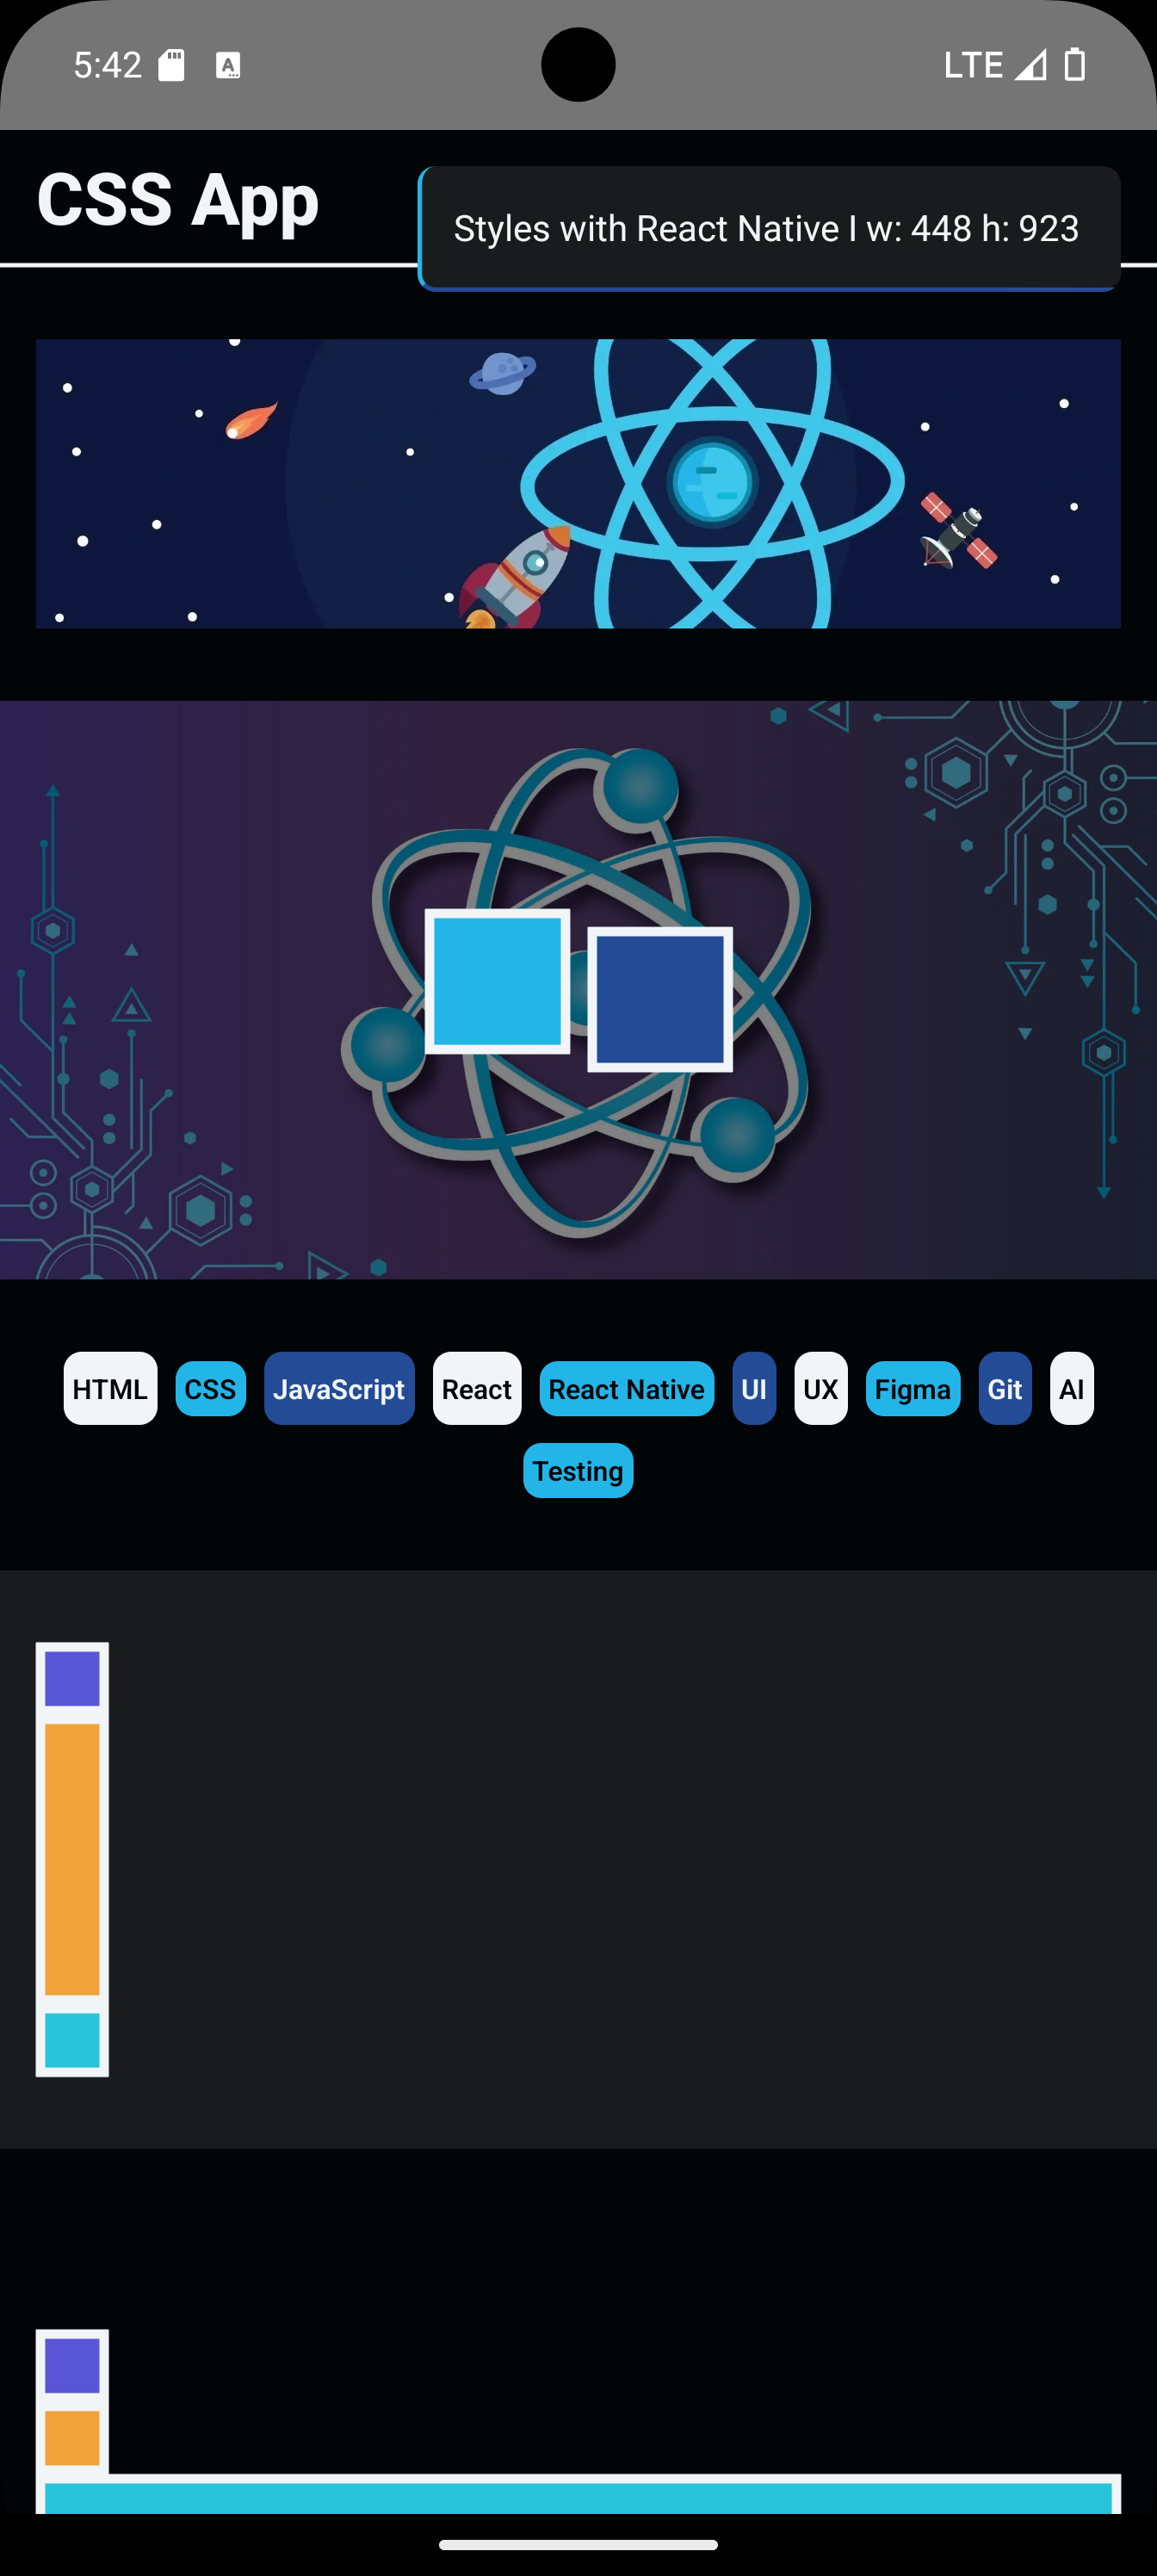 5:42 LTE
CSS App
Styles with React Native I w: 448 h: 923
HTML CSS JavaScript React React Native UI UX Figma Git AI
Testing